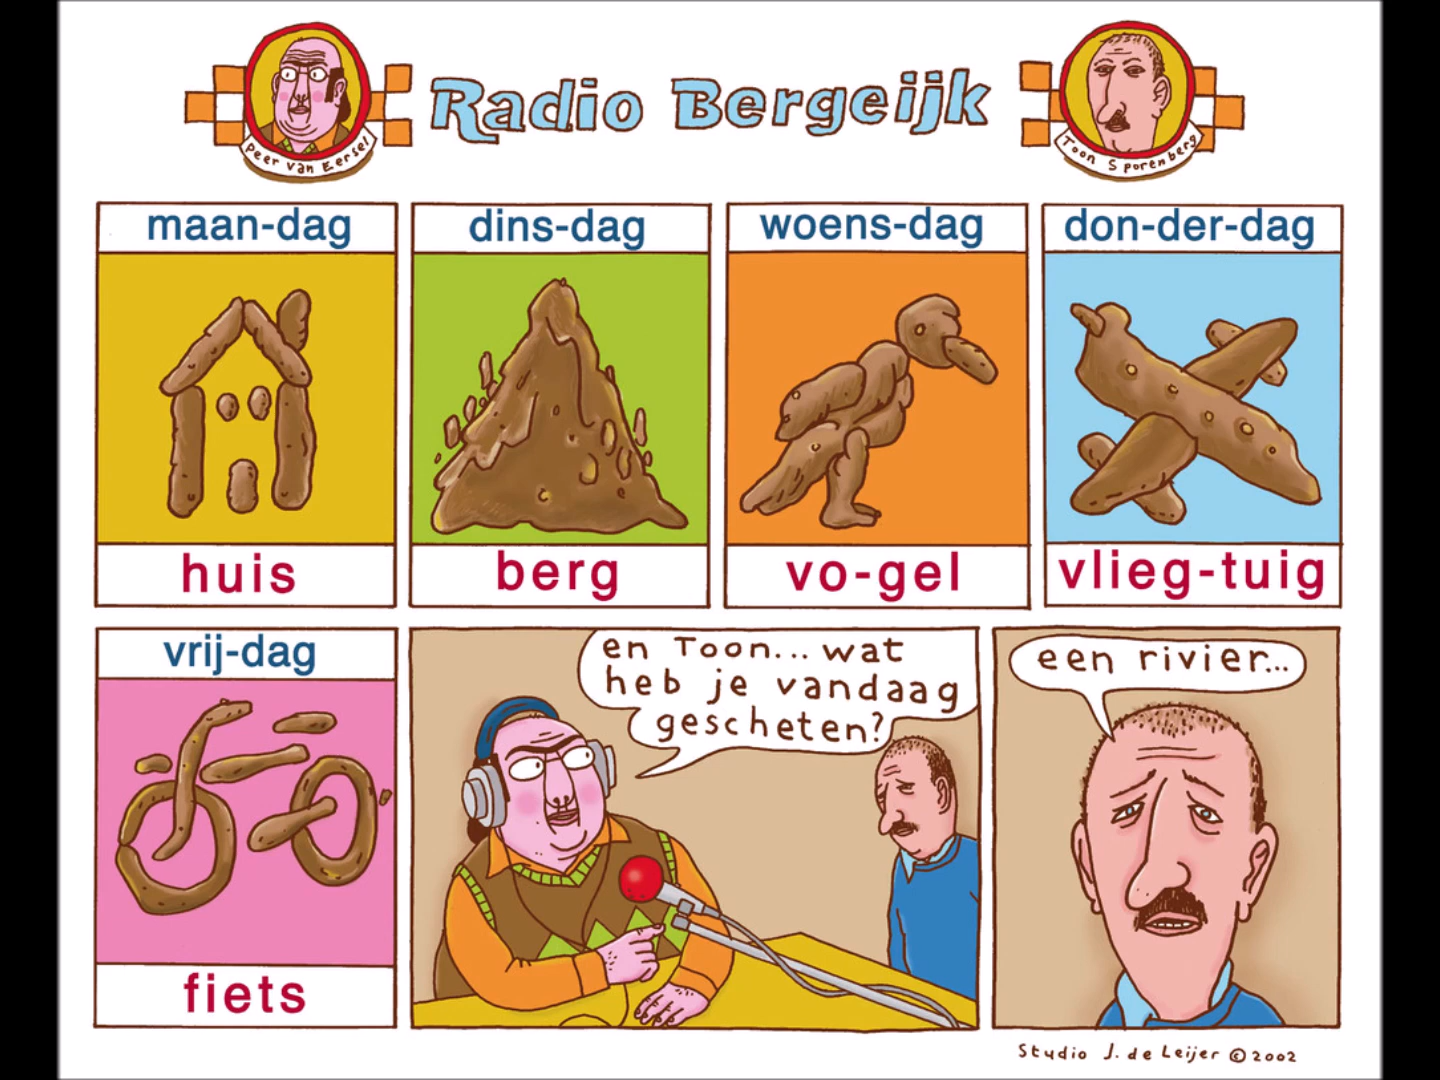 Radio Bergeijk
Peer van Eersel
Toon Sporenberg
maan-dag
huis
dins-dag
berg
woens-dag
vo-gel
don-der-dag
vlieg-tuig
vrij-dag
fiets
en Toon... wat
heb je vandaag
gescheten?
een rivier...
Studio J. de Leijer © 2002